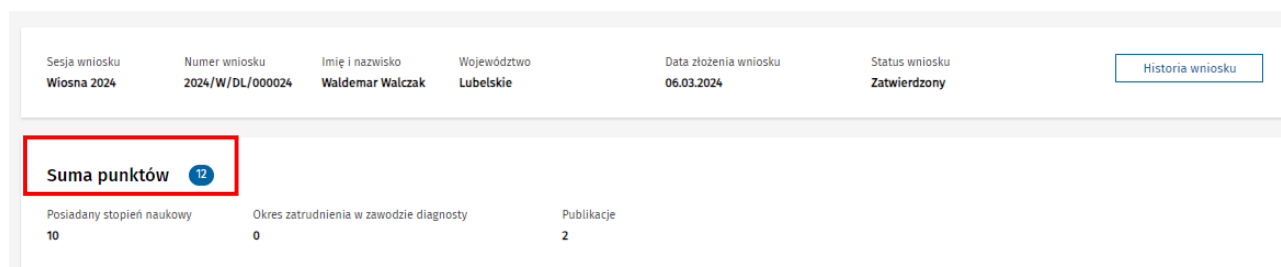 Sesja wniosku Numer wniosku Imię i nazwisko Województwo Data złożenia wniosku Status wniosku
Wiosna 2024 2024/W/DL/000024 Waldemar Walczak Lubelskie 06.03.2024 Zatwierdzony
Historia wniosku
Suma punktów 12
Posiadany stopień naukowy Okres zatrudnienia w zawodzie diagnosty Publikacje
10 0 2